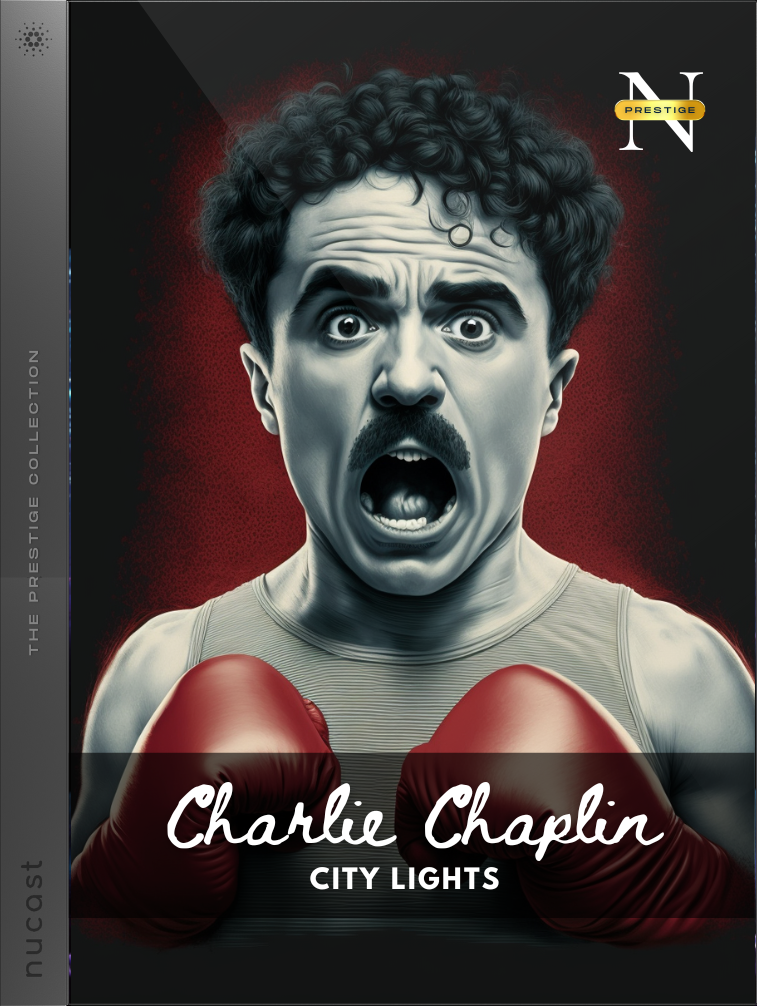 N
PRESTIGE
THE PRESTIGE COLLECTION
nucast
Charlie Chaplin
CITY LIGHTS